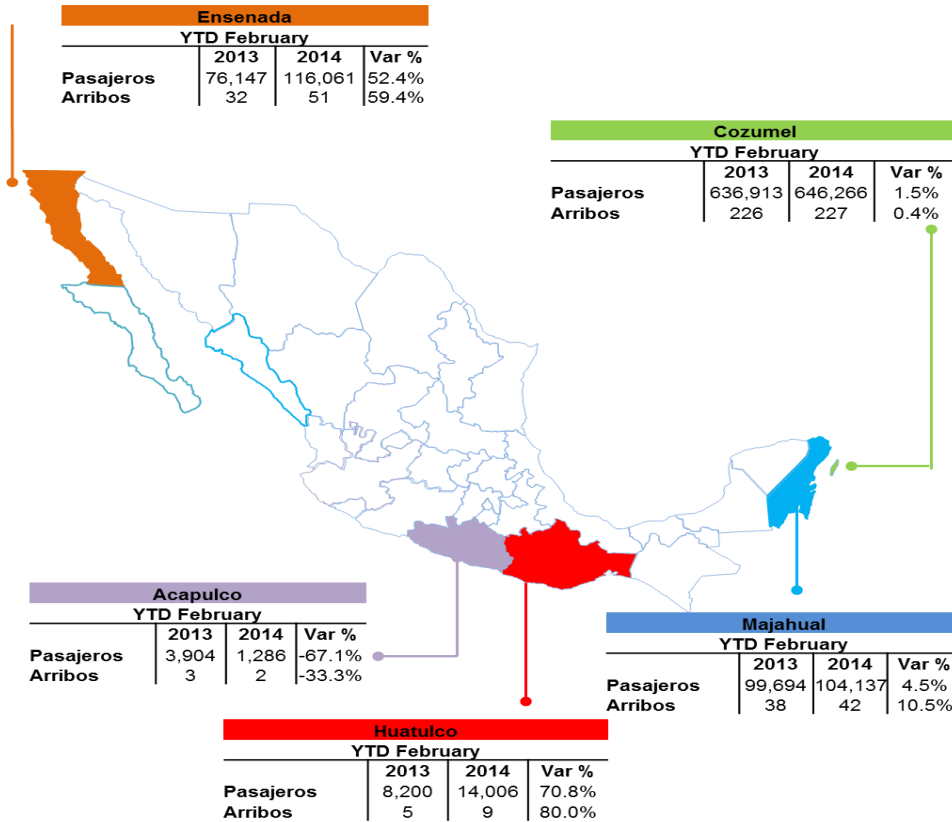 Ensenada
YTD February
2013 2014 Var %
Pasajeros 76,147 116,061 52.4%
Arribos 32 51 59.4%
Cozumel
YTD February
2013 2014 Var %
Pasajeros 636,913 646,266 1.5%
Arribos 226 227 0.4%
Acapulco
YTD February
2013 2014 Var %
Pasajeros 3,904 1,286 -67.1%
Arribos 3 2 -33.3%
Majahual
YTD February
2013 2014 Var %
Pasajeros 99,694 104,137 4.5%
Arribos 38 42 10.5%
Huatulco
YTD February
2013 2014 Var %
Pasajeros 8,200 14,006 70.8%
Arribos 5 9 80.0%